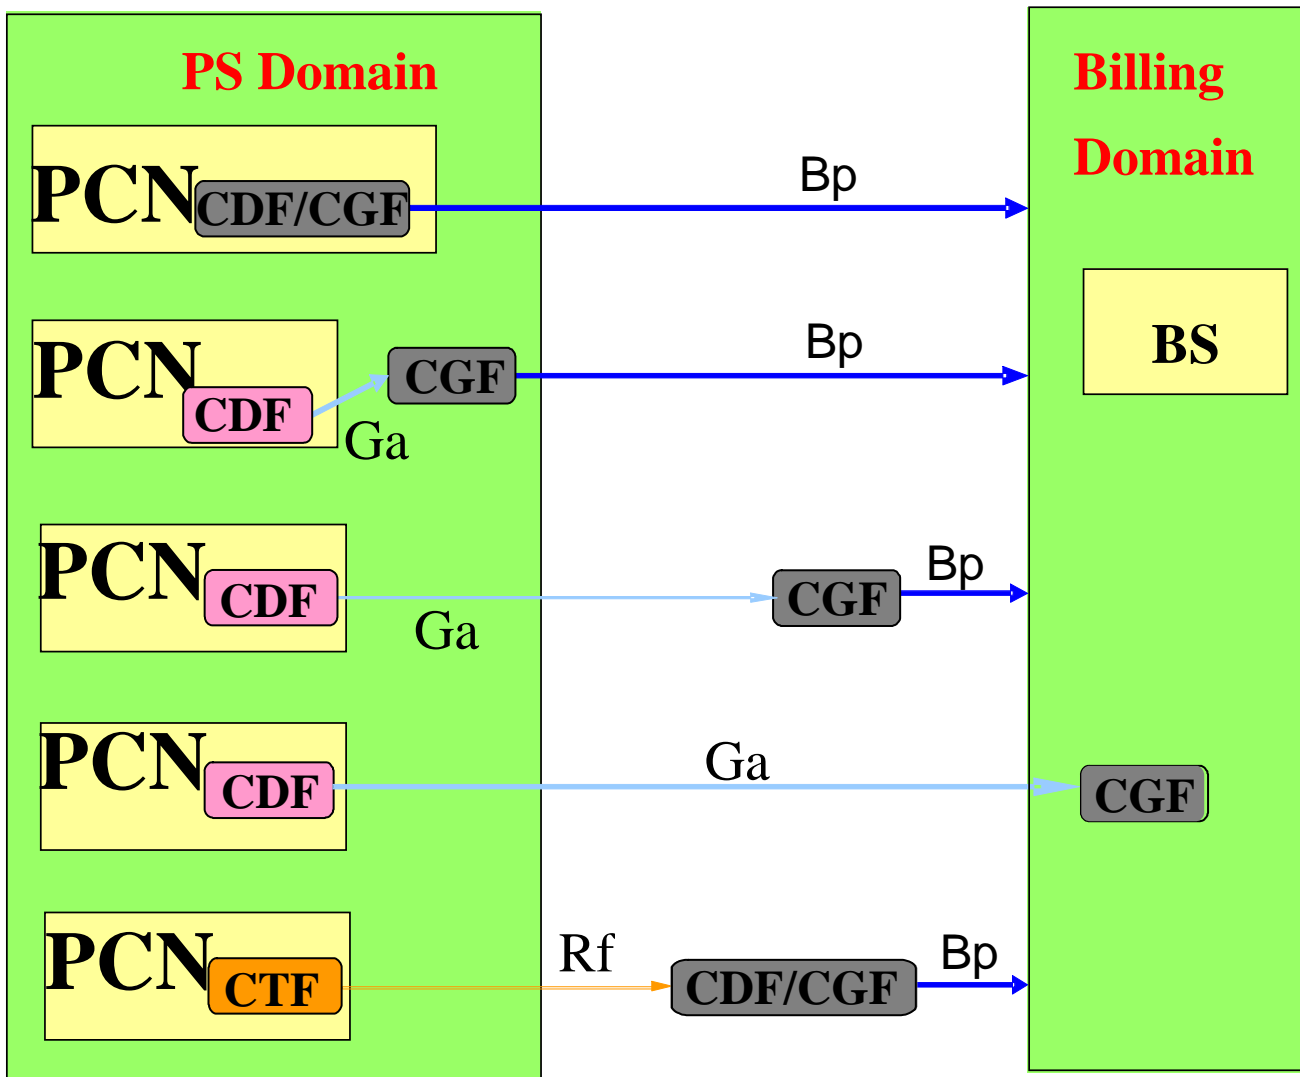 PS Domain
Billing
Domain
PCN
CDF/CGF
Bp
BS
PCN
CDF
Ga
CGF
Bp
PCN
CDF
Ga
CGF
Bp
PCN
CDF
Ga
CGF
PCN
CTF
Rf
CDF/CGF
Bp